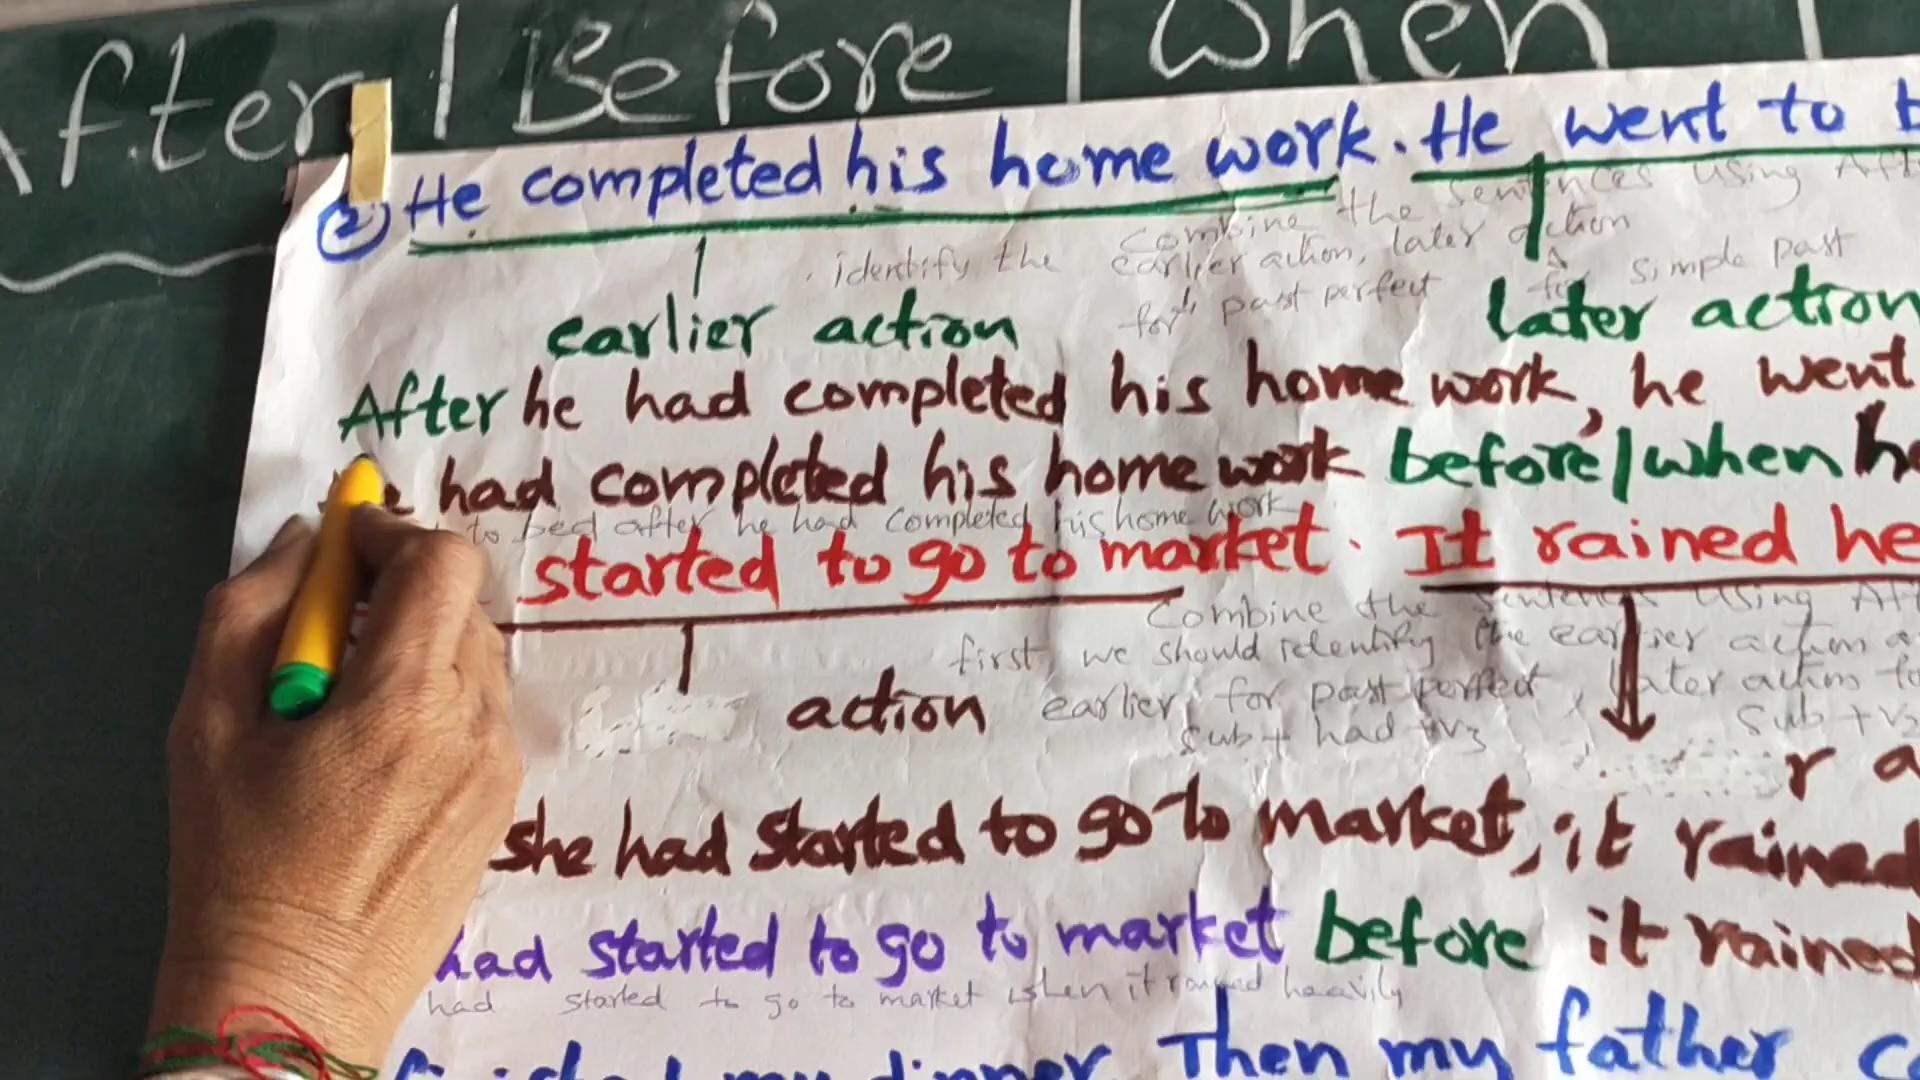 After | Before | When |
② He completed his home work. He went to b
combine the sentences using Aft
identify the earlier action, later action
for past perfect for simple past
earlier action later action
After he had completed his home work, he went
he had completed his home work before/when he
to bed after he had completed his home work
started to go to market. It rained he
Combine the sentences using Aft
first we should identify the earlier action a
action earlier for past perfect, later action fo
sub + had + v3 sub + v2
r a
she had started to go to market, it rained
had started to go to market before it rained
had started to go to market when it rained heavily
my dinner. Then my father c